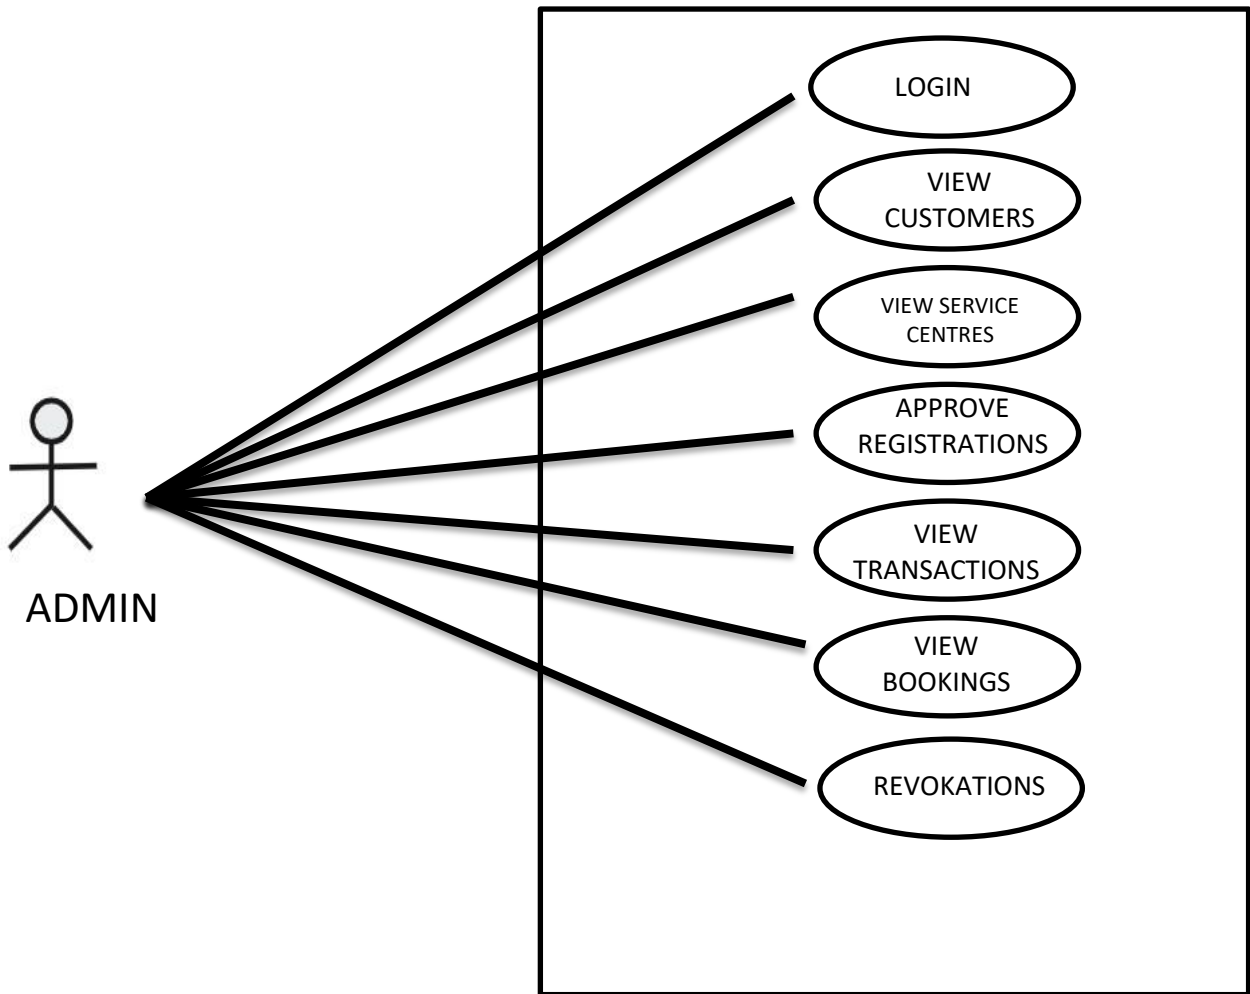 LOGIN
VIEW
CUSTOMERS
VIEW SERVICE
CENTRES
APPROVE
REGISTRATIONS
VIEW
TRANSACTIONS
VIEW
BOOKINGS
REVOKATIONS
ADMIN